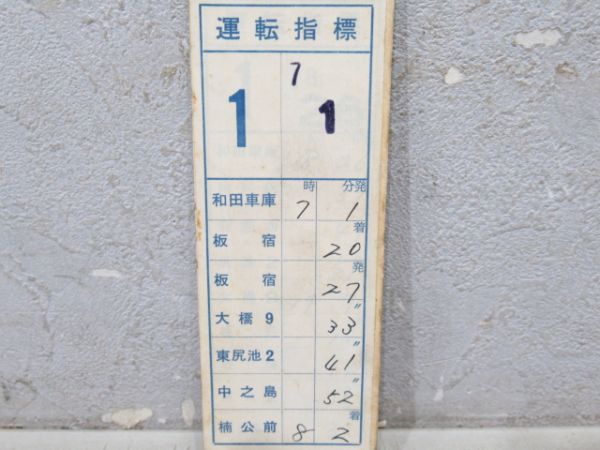 運転指標
7
1 1
時 分発
和田車庫 7 1
着
板宿 20
発
板宿 27
〃
大橋9 33
〃
東尻池2 41
〃
中之島 52
着
楠公前 8 2